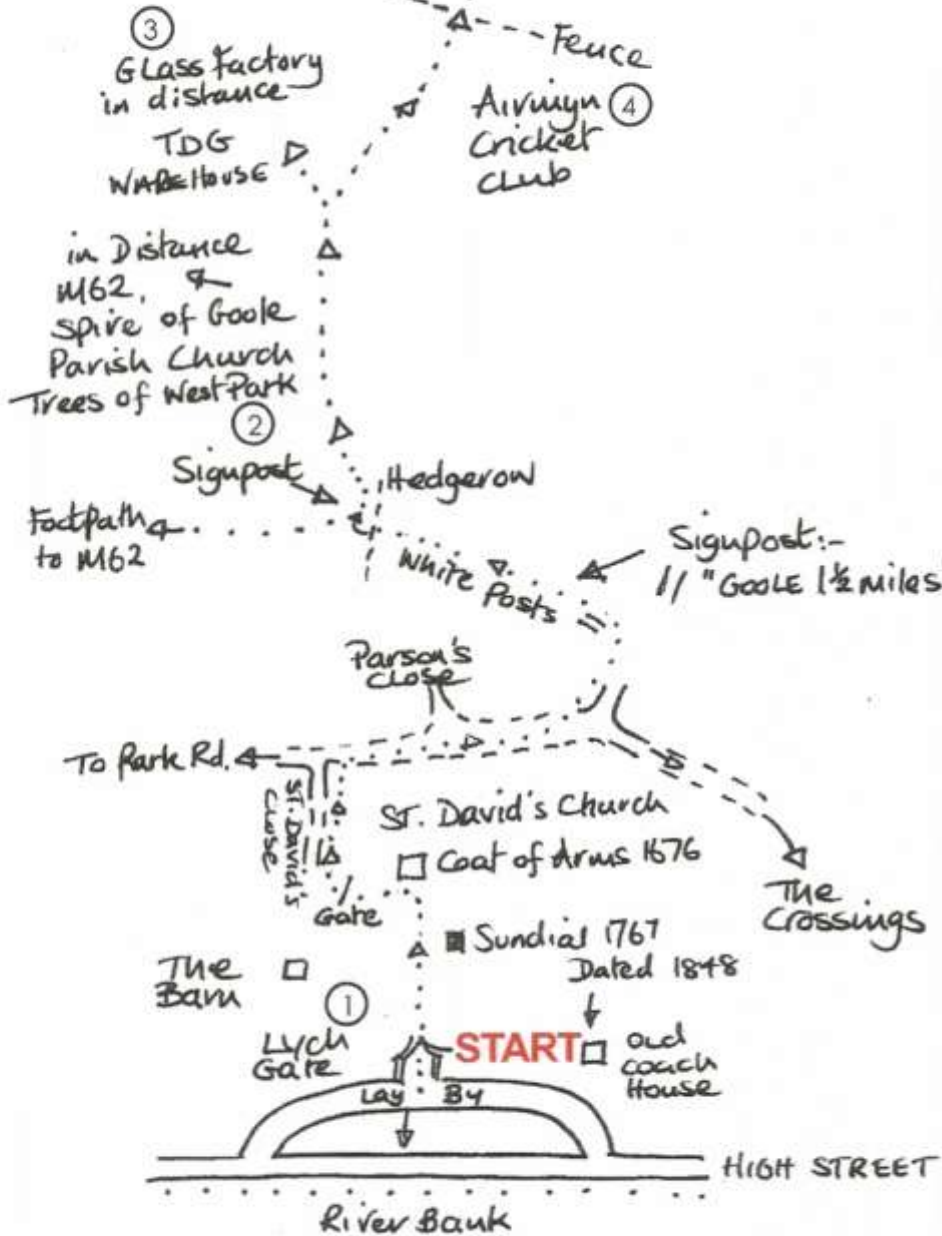 3
Glass Factory
in distance
Fence
Airmyn
Cricket
Club
4
TDG
WAREHOUSE
in Distance
M62,
Spire of Goole
Parish Church
Trees of West Park
2
Signpost
Hedgerow
Footpath
to M62
White Posts
Signpost:-
"GOOLE 1½ Miles
Parson's
CLOSE
To Park Rd.
ST. David's
CLOSE
ST. David's Church
Coat of Arms 1676
Gate
The
Crossings
Sundial 1767
Dated 1848
The
Barn
1
Lych
Gate
START
Old
Coach
House
Lay By
HIGH STREET
River Bank